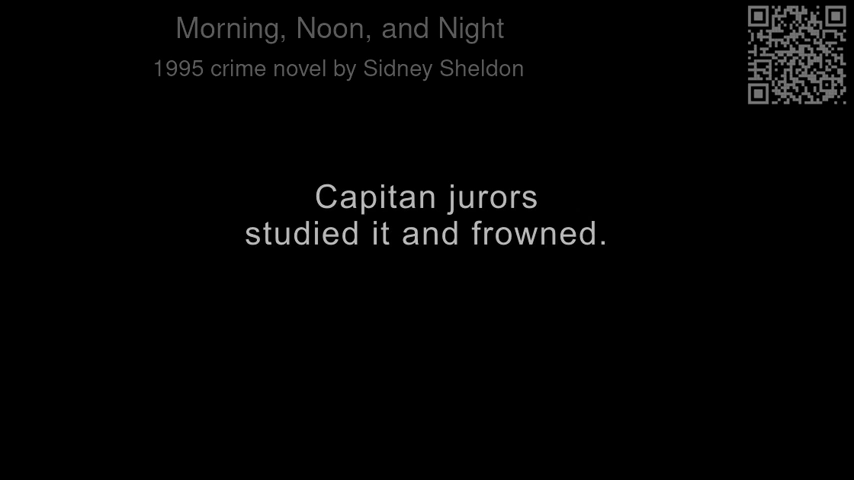 Morning, Noon, and Night
1995 crime novel by Sidney Sheldon
Capitan jurors
studied it and frowned.